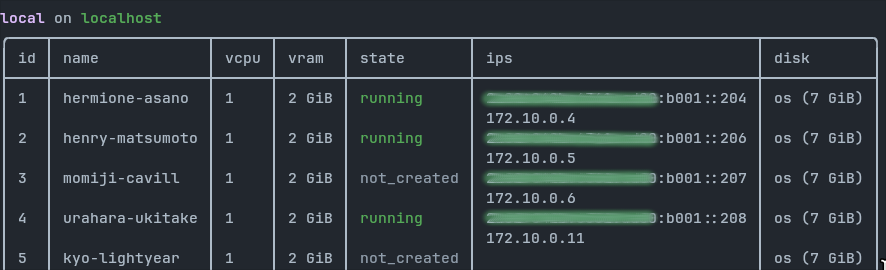 local on localhost
id name vcpu vram state ips disk
1 hermione-asano 1 2 GiB running :b001::204 os (7 GiB)
172.10.0.4
2 henry-matsumoto 1 2 GiB running :b001::206 os (7 GiB)
172.10.0.5
3 momiji-cavill 1 2 GiB not_created :b001::207 os (7 GiB)
172.10.0.6
4 urahara-ukitake 1 2 GiB running :b001::208 os (7 GiB)
172.10.0.11
5 kyo-lightyear 1 2 GiB not_created os (7 GiB)